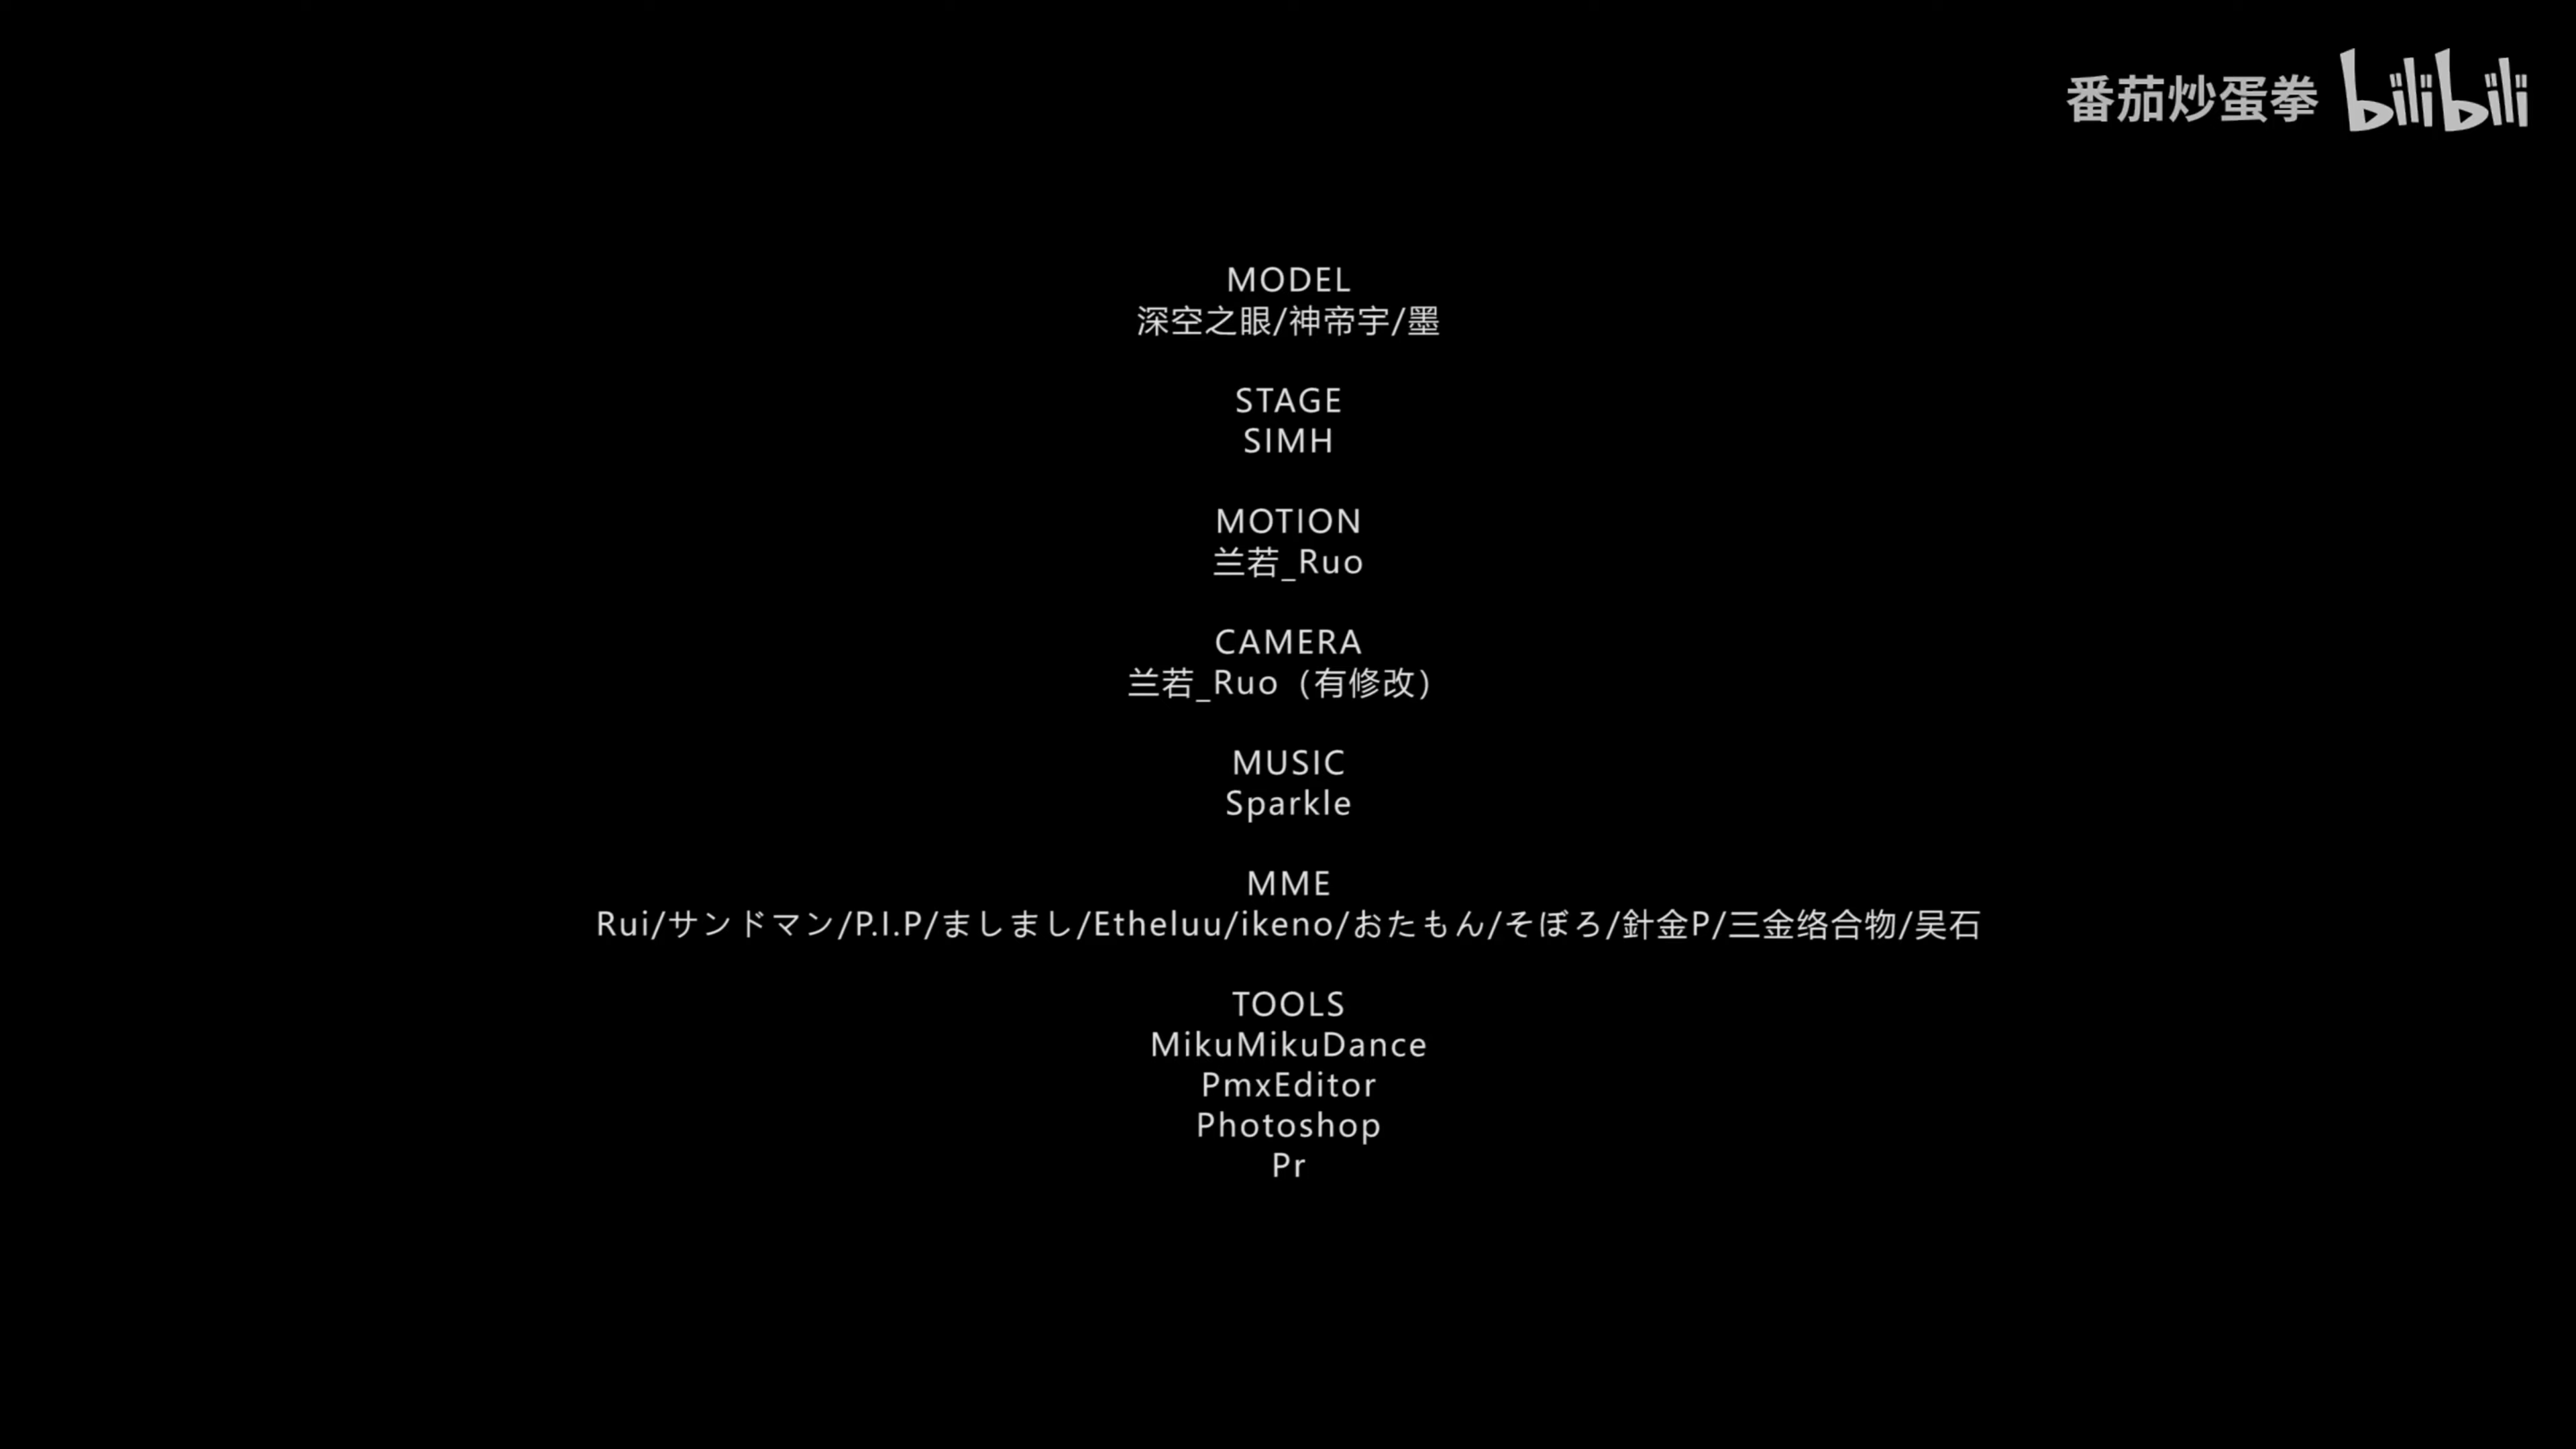 番茄炒蛋拳 bilibili
MODEL
深空之眼/神帝宇/墨
STAGE
SIMH
MOTION
兰若_Ruo
CAMERA
兰若_Ruo（有修改）
MUSIC
Sparkle
MME
Rui/サンドマン/P.I.P/ましまし/Etheluu/ikeno/おたもん/そぼろ/針金P/三金络合物/吴石
TOOLS
MikuMikuDance
PmxEditor
Photoshop
Pr